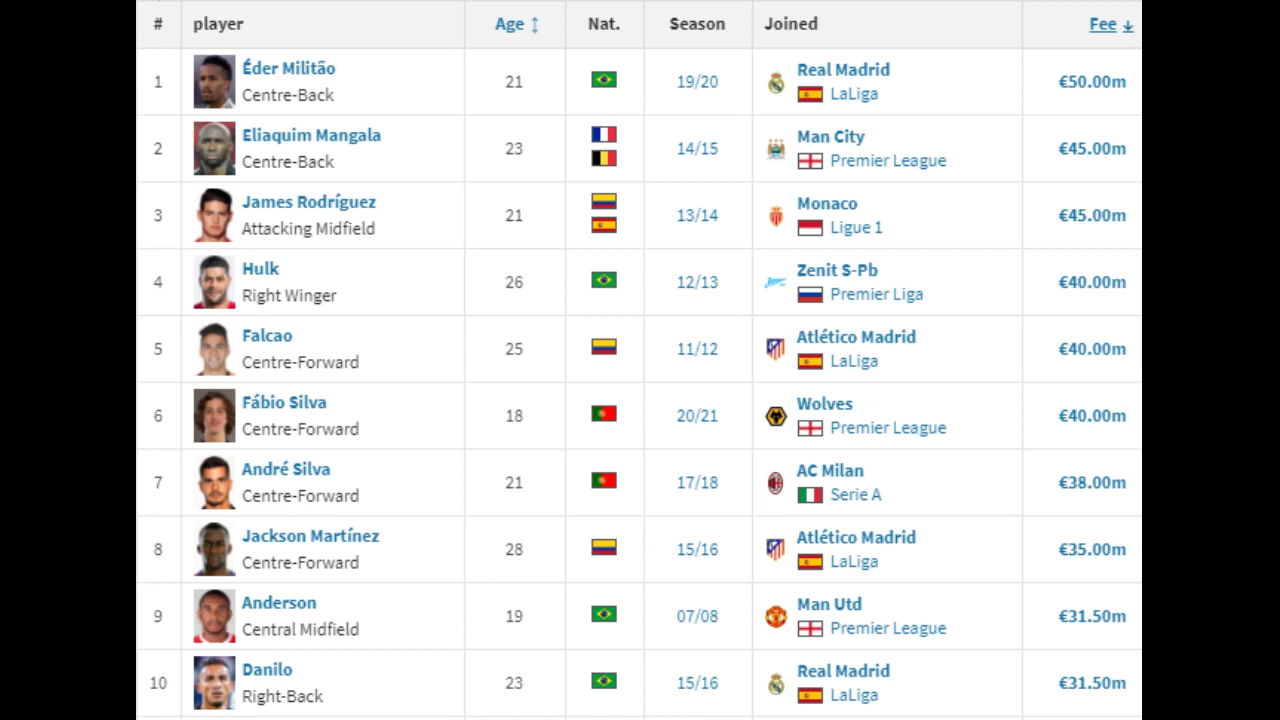 # player Age Nat. Season Joined Fee
1 Éder Militão 21 19/20 Real Madrid €50.00m
Centre-Back LaLiga
2 Eliaquim Mangala 23 14/15 Man City €45.00m
Centre-Back Premier League
3 James Rodríguez 21 13/14 Monaco €45.00m
Attacking Midfield Ligue 1
4 Hulk 26 12/13 Zenit S-Pb €40.00m
Right Winger Premier Liga
5 Falcao 25 11/12 Atlético Madrid €40.00m
Centre-Forward LaLiga
6 Fábio Silva 18 20/21 Wolves €40.00m
Centre-Forward Premier League
7 André Silva 21 17/18 AC Milan €38.00m
Centre-Forward Serie A
8 Jackson Martínez 28 15/16 Atlético Madrid €35.00m
Centre-Forward LaLiga
9 Anderson 19 07/08 Man Utd €31.50m
Central Midfield Premier League
10 Danilo 23 15/16 Real Madrid €31.50m
Right-Back LaLiga